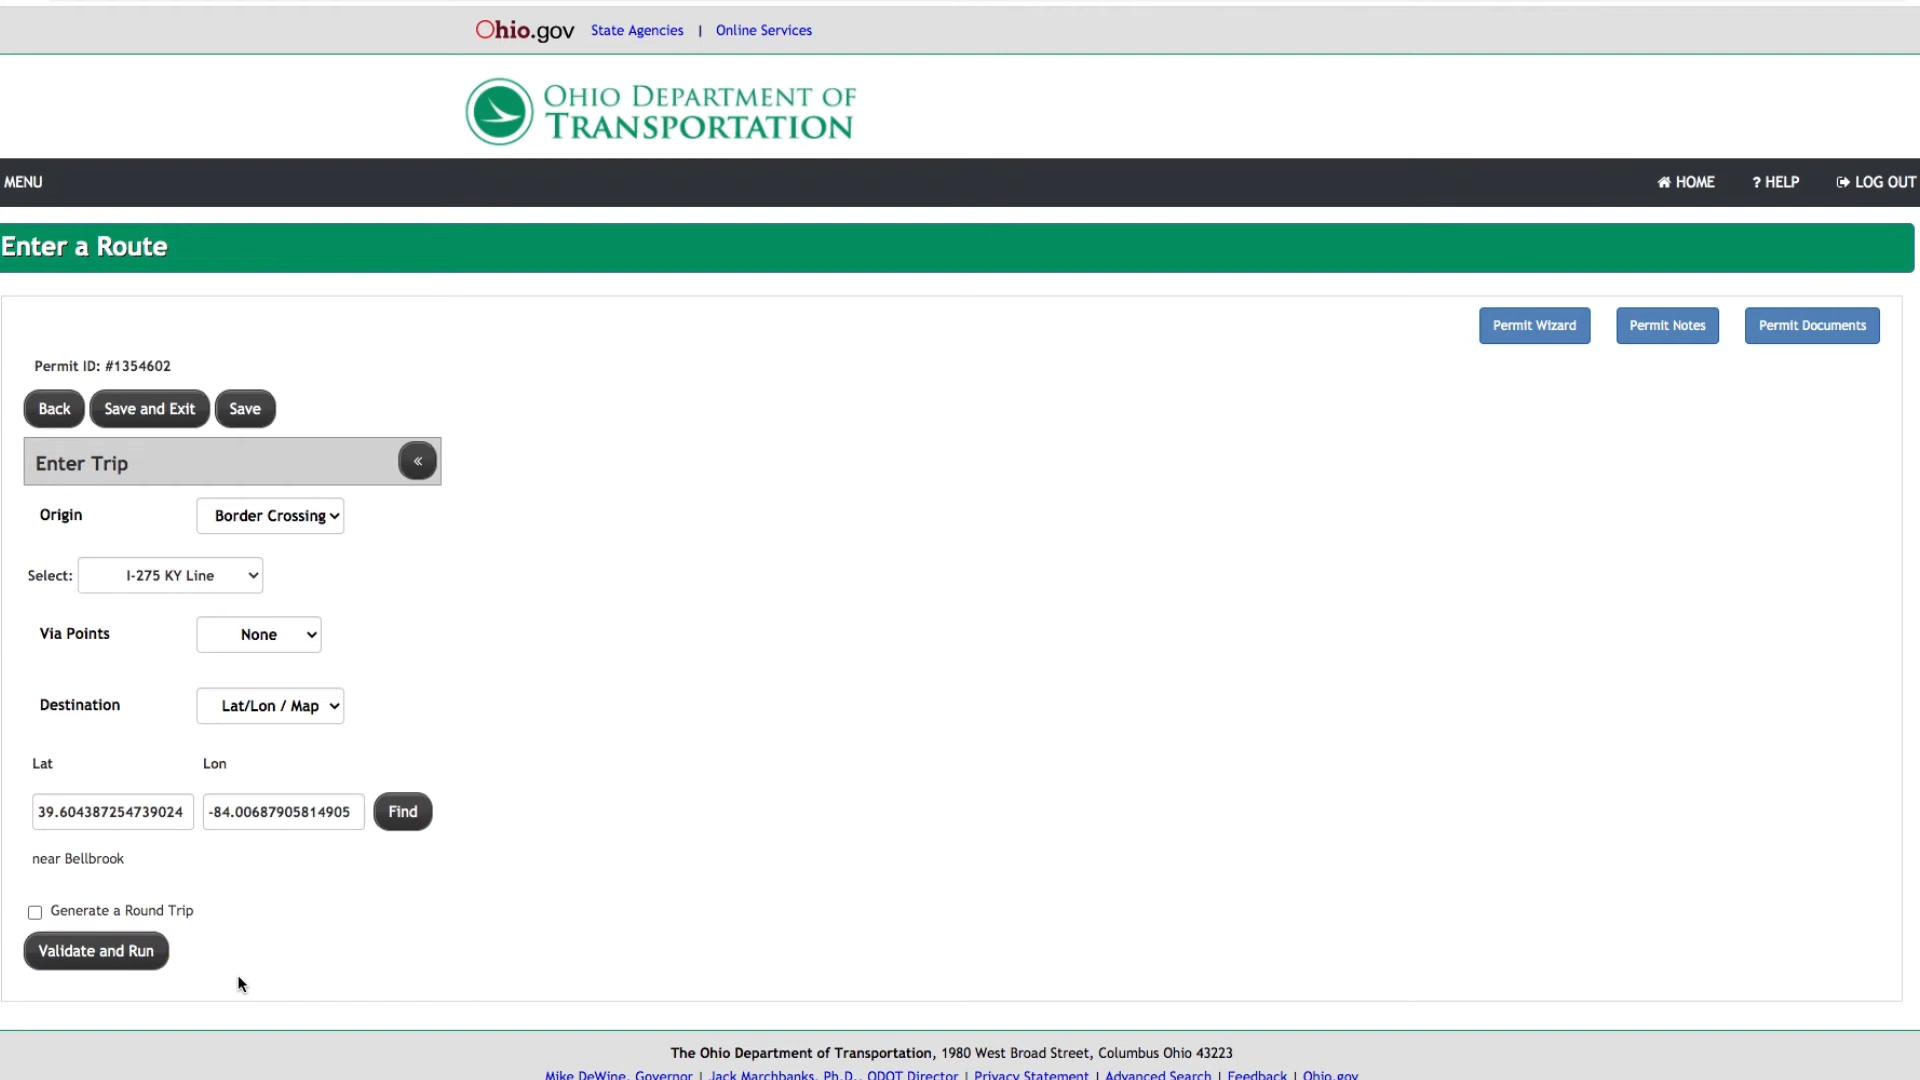 Ohio.gov State Agencies | Online Services
OHIO DEPARTMENT OF
TRANSPORTATION
MENU HOME ? HELP LOG OUT
Enter a Route
Permit Wizard Permit Notes Permit Documents
Permit ID: #1354602
Back Save and Exit Save
Enter Trip «
Origin Border Crossing
Select: I-275 KY Line
Via Points None
Destination Lat/Lon / Map
Lat Lon
39.604387254739024 -84.00687905814905 Find
near Bellbrook
Generate a Round Trip
Validate and Run
The Ohio Department of Transportation, 1980 West Broad Street, Columbus Ohio 43223
Mike DeWine, Governor | Jack Marchbanks, Ph.D., ODOT Director | Privacy Statement | Advanced Search | Feedback | Ohio.gov